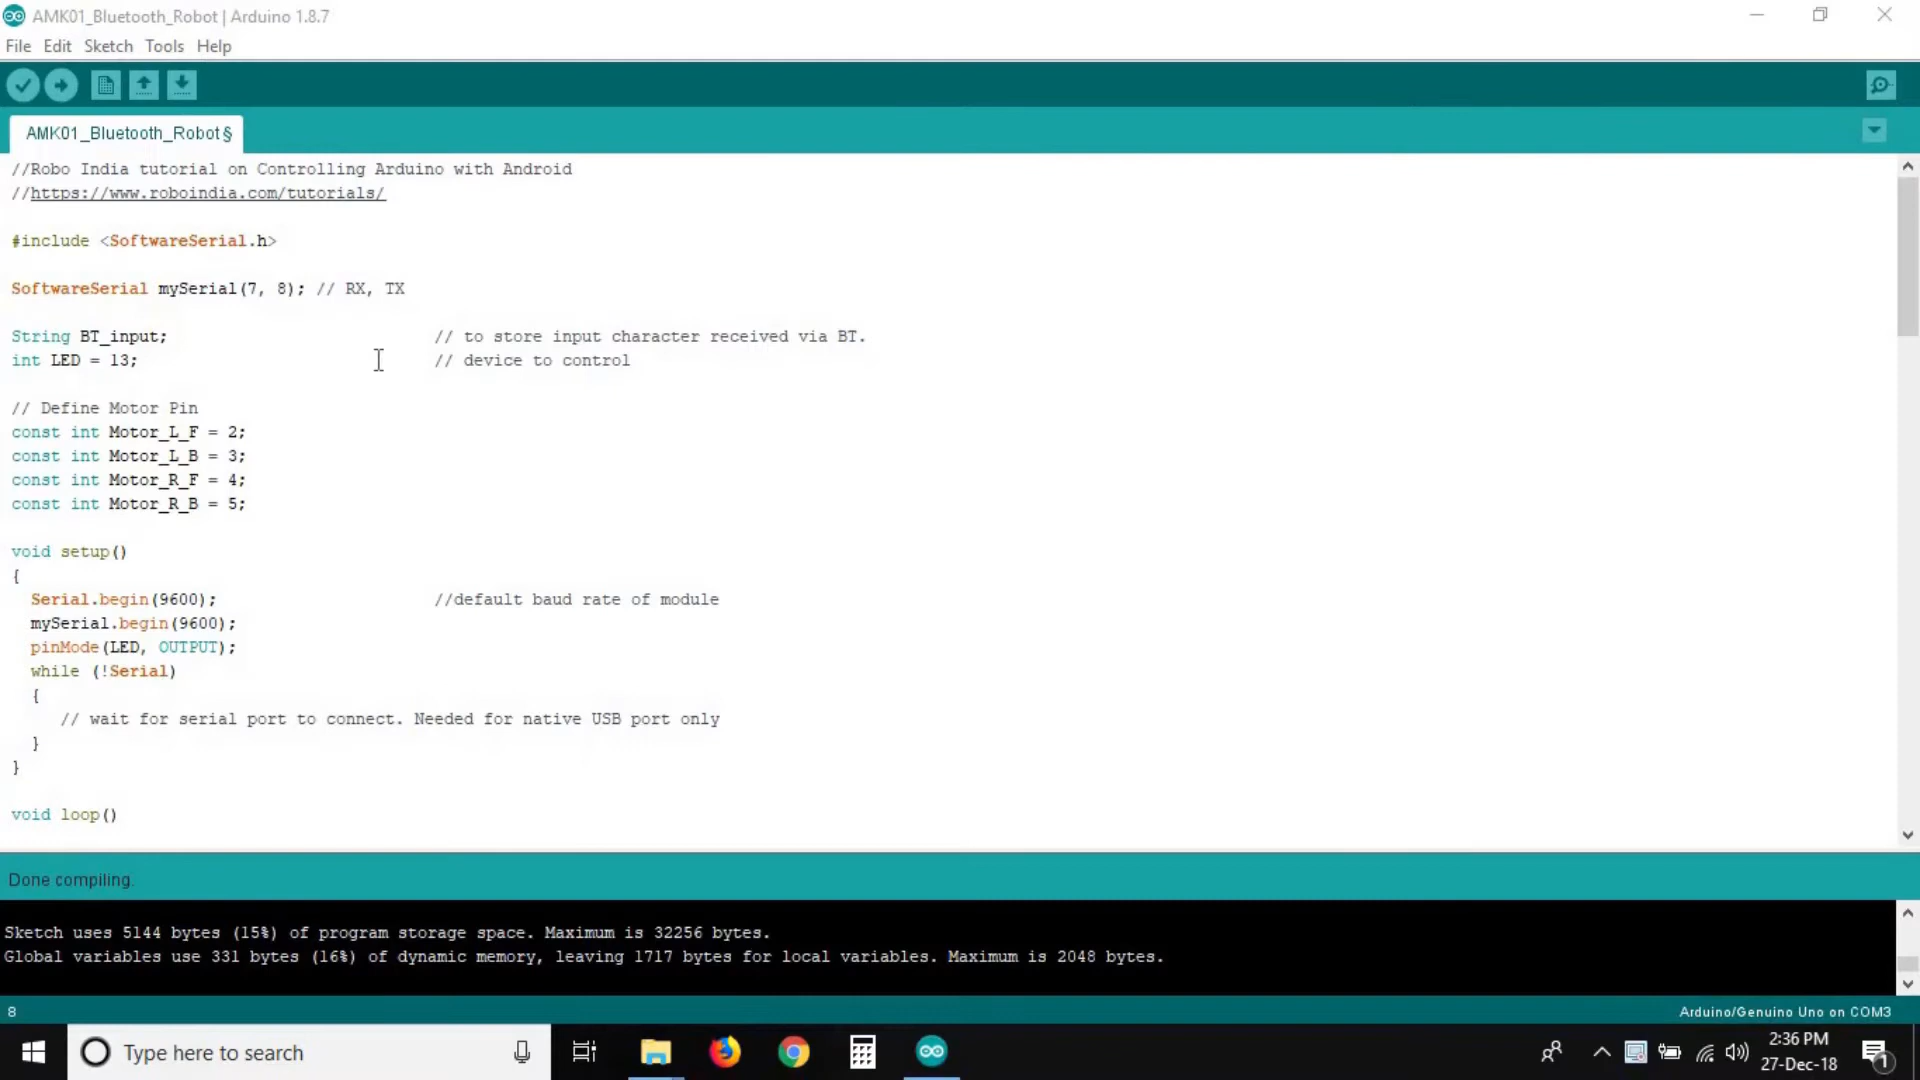 AMK01_Bluetooth_Robot | Arduino 1.8.7
File Edit Sketch Tools Help
AMK01_Bluetooth_Robot§
//Robo India tutorial on Controlling Arduino with Android
//https://www.roboindia.com/tutorials/
#include <SoftwareSerial.h>
SoftwareSerial mySerial(7, 8); // RX, TX
String BT_input; // to store input character received via BT.
int LED = 13; // device to control
// Define Motor Pin
const int Motor_L_F = 2;
const int Motor_L_B = 3;
const int Motor_R_F = 4;
const int Motor_R_B = 5;
void setup()
{
Serial.begin(9600); //default baud rate of module
mySerial.begin(9600);
pinMode(LED, OUTPUT);
while (!Serial)
{
// wait for serial port to connect. Needed for native USB port only
}
}
void loop()
Done compiling.
Sketch uses 5144 bytes (15%) of program storage space. Maximum is 32256 bytes.
Global variables use 331 bytes (16%) of dynamic memory, leaving 1717 bytes for local variables. Maximum is 2048 bytes.
8 Arduino/Genuino Uno on COM3
Type here to search
2:36 PM
27-Dec-18
1